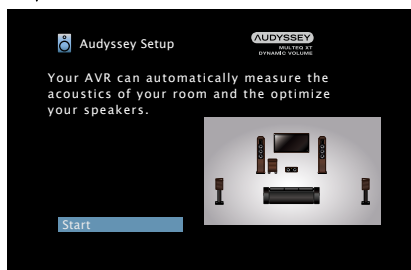 Audyssey Setup
AUDYSSEY
MULTEQ XT
DYNAMIC VOLUME
Your AVR can automatically measure the
acoustics of your room and the optimize
your speakers.
Start